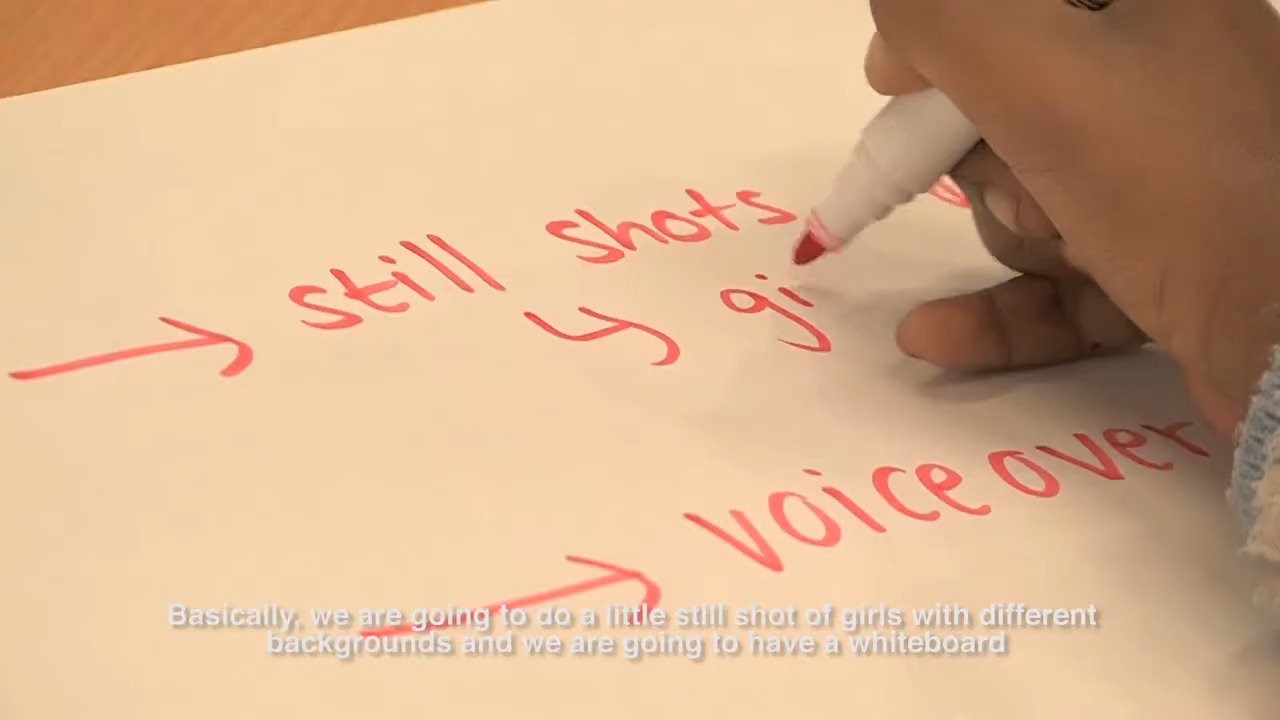 → still shots
↳ gi
→ voiceover
Basically, we are going to do a little still shot of girls with different
backgrounds and we are going to have a whiteboard